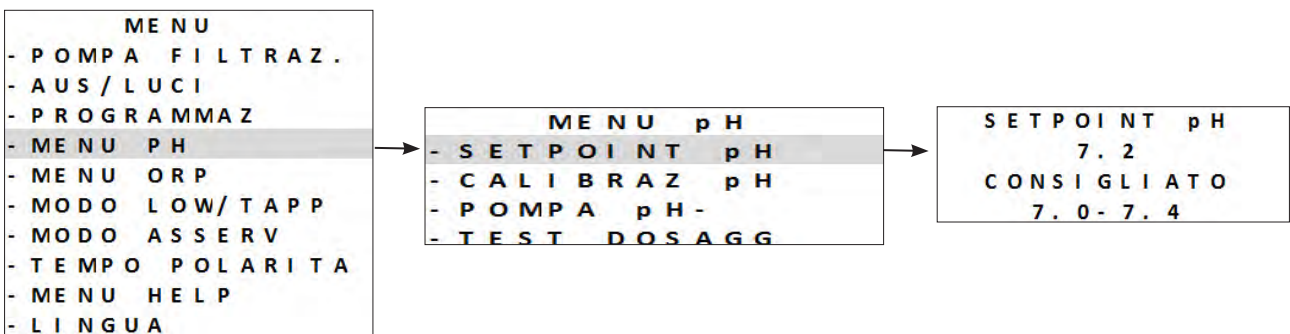 MENU
- POMPA FILTRAZ.
- AUS/LUCI
- PROGRAMMAZ
- MENU PH
- MENU ORP
- MODO LOW/TAPP
- MODO ASSERV
- TEMPO POLARITA
- MENU HELP
- LINGUA
MENU pH
- SETPOINT pH
- CALIBRAZ pH
- POMPA pH-
- TEST DOSAGG
SETPOINT pH
7.2
CONSIGLIATO
7.0-7.4